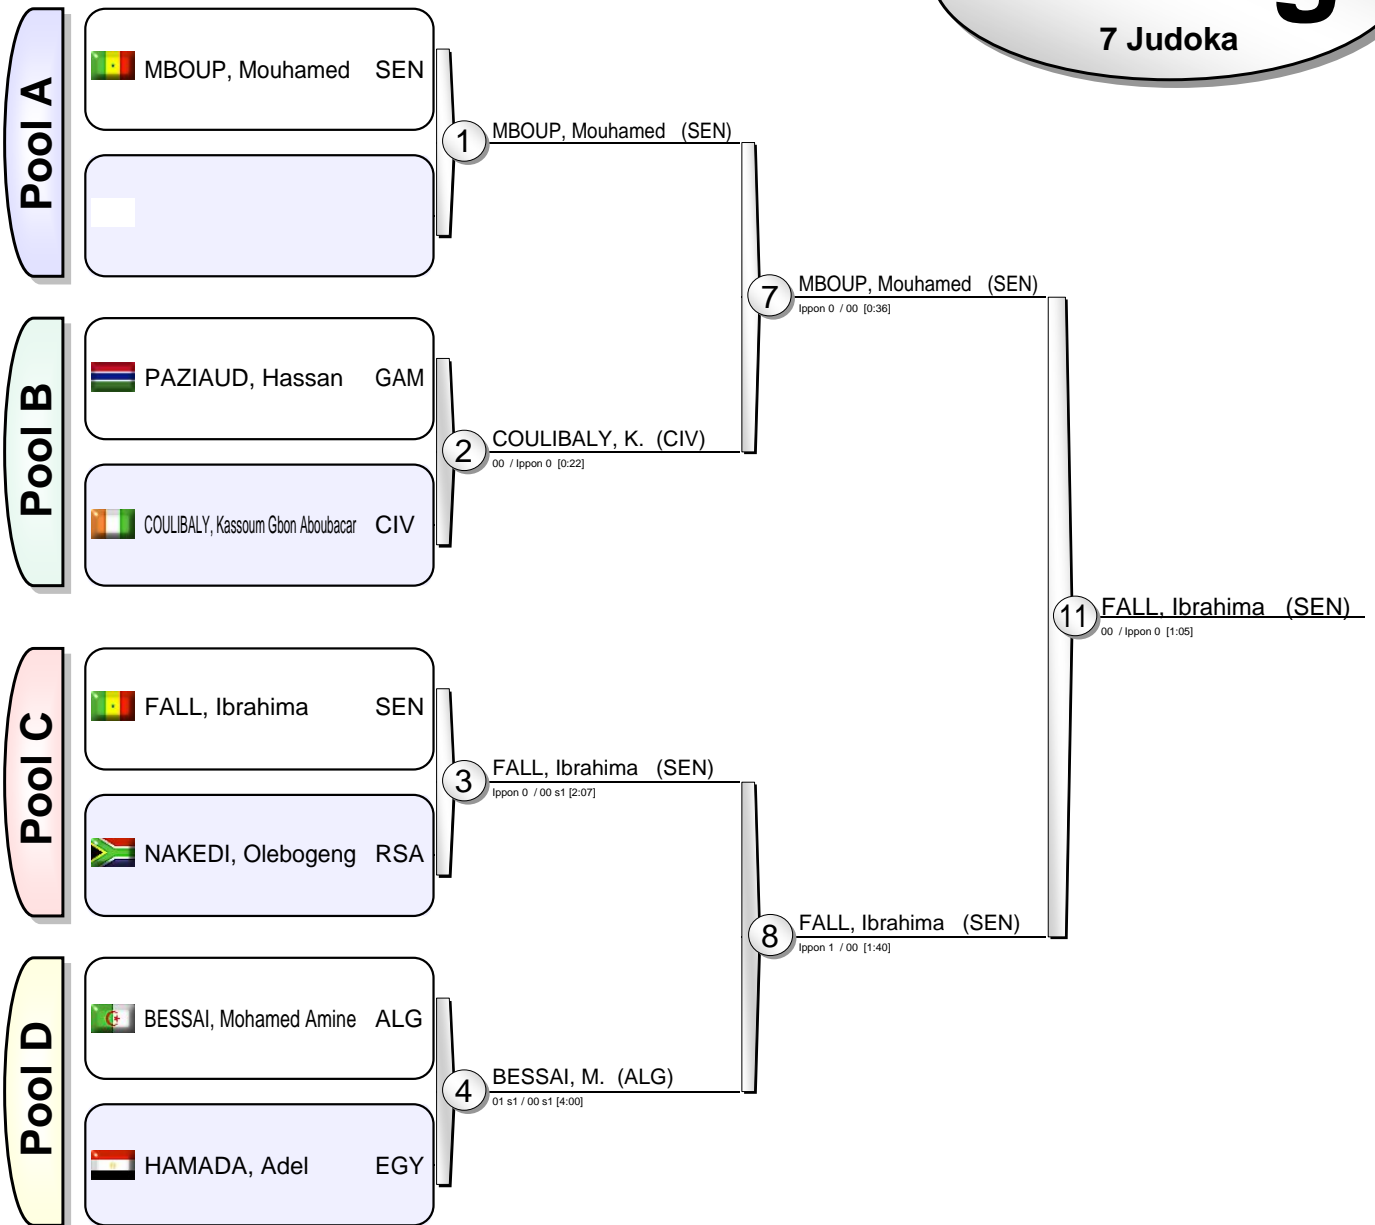 7 Judoka
Pool A
MBOUP, Mouhamed SEN
1 MBOUP, Mouhamed (SEN)
7 MBOUP, Mouhamed (SEN)
Ippon 0 / 00 [0:36]
Pool B
PAZIAUD, Hassan GAM
2 COULIBALY, K. (CIV)
00 / Ippon 0 [0:22]
COULIBALY, Kassoum Gbon Aboubacar CIV
11 FALL, Ibrahima (SEN)
00 / Ippon 0 [1:05]
Pool C
FALL, Ibrahima SEN
3 FALL, Ibrahima (SEN)
Ippon 0 / 00 s1 [2:07]
NAKEDI, Olebogeng RSA
8 FALL, Ibrahima (SEN)
Ippon 1 / 00 [1:40]
Pool D
BESSAI, Mohamed Amine ALG
4 BESSAI, M. (ALG)
01 s1 / 00 s1 [4:00]
HAMADA, Adel EGY